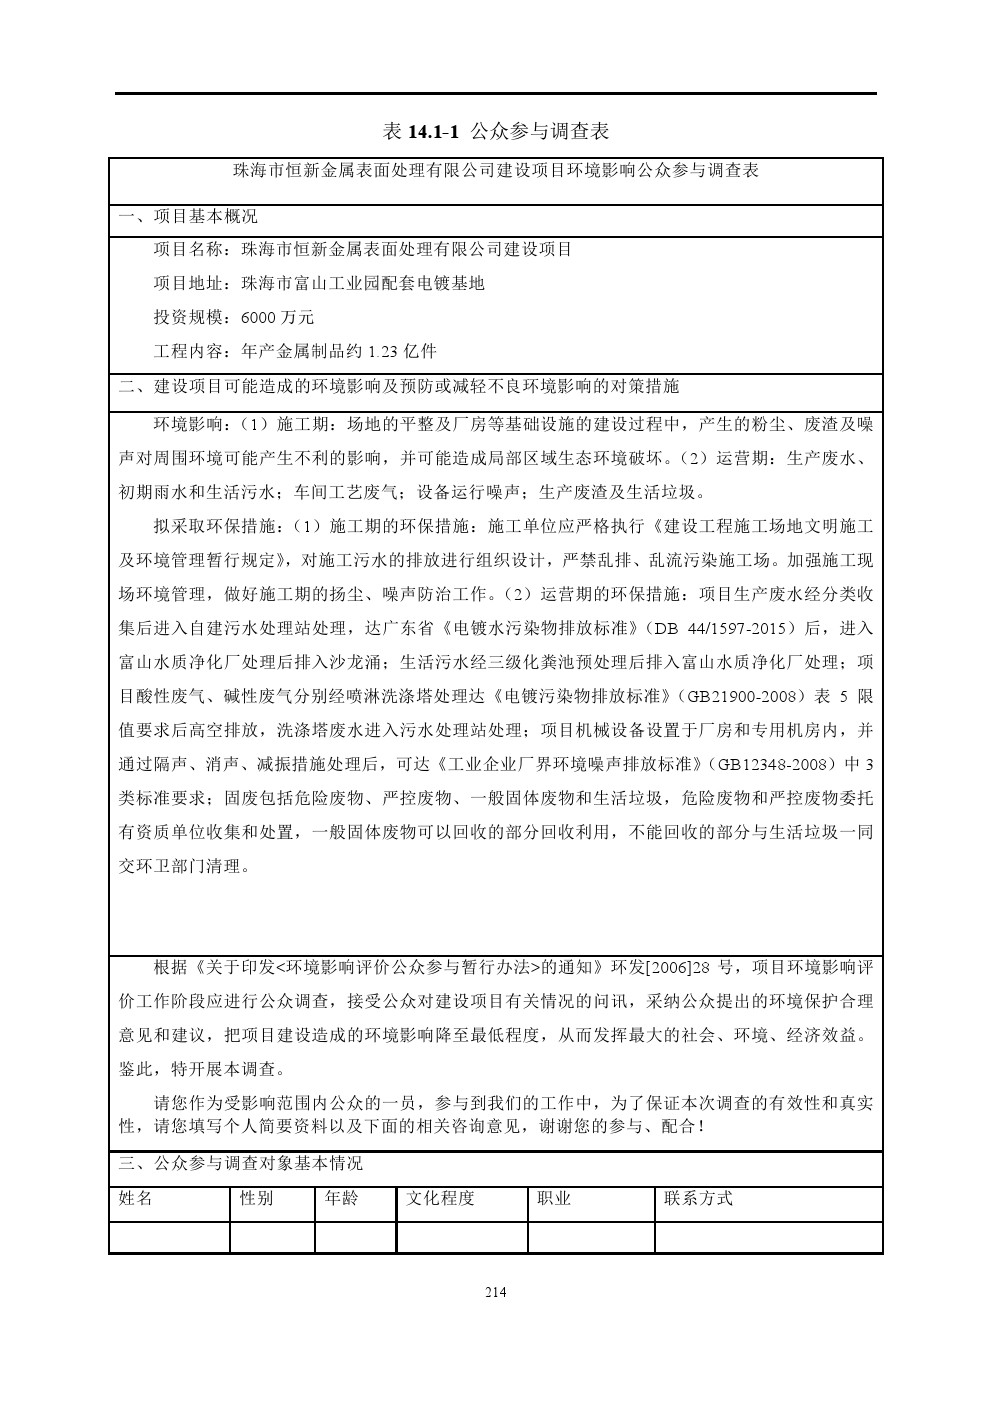 表 14.1-1 公众参与调查表
珠海市恒新金属表面处理有限公司建设项目环境影响公众参与调查表
一、项目基本概况
项目名称：珠海市恒新金属表面处理有限公司建设项目
项目地址：珠海市富山工业园配套电镀基地
投资规模：6000 万元
工程内容：年产金属制品约 1.23 亿件
二、建设项目可能造成的环境影响及预防或减轻不良环境影响的对策措施
环境影响：（1）施工期：场地的平整及厂房等基础设施的建设过程中，产生的粉尘、废渣及噪
声对周围环境可能产生不利的影响，并可能造成局部区域生态环境破坏。（2）运营期：生产废水、
初期雨水和生活污水；车间工艺废气；设备运行噪声；生产废渣及生活垃圾。
拟采取环保措施：（1）施工期的环保措施：施工单位应严格执行《建设工程施工场地文明施工
及环境管理暂行规定》，对施工污水的排放进行组织设计，严禁乱排、乱流污染施工场。加强施工现
场环境管理，做好施工期的扬尘、噪声防治工作。（2）运营期的环保措施：项目生产废水经分类收
集后进入自建污水处理站处理，达广东省《电镀水污染物排放标准》（DB 44/1597-2015）后，进入
富山水质净化厂处理后排入沙龙涌；生活污水经三级化粪池预处理后排入富山水质净化厂处理；项
目酸性废气、碱性废气分别经喷淋洗涤塔处理达《电镀污染物排放标准》（GB21900-2008）表 5 限
值要求后高空排放，洗涤塔废水进入污水处理站处理；项目机械设备设置于厂房和专用机房内，并
通过隔声、消声、减振措施处理后，可达《工业企业厂界环境噪声排放标准》（GB12348-2008）中 3
类标准要求；固废包括危险废物、严控废物、一般固体废物和生活垃圾，危险废物和严控废物委托
有资质单位收集和处置，一般固体废物可以回收的部分回收利用，不能回收的部分与生活垃圾一同
交环卫部门清理。
根据《关于印发<环境影响评价公众参与暂行办法>的通知》环发[2006]28 号，项目环境影响评
价工作阶段应进行公众调查，接受公众对建设项目有关情况的问讯，采纳公众提出的环境保护合理
意见和建议，把项目建设造成的环境影响降至最低程度，从而发挥最大的社会、环境、经济效益。
鉴此，特开展本调查。
请您作为受影响范围内公众的一员，参与到我们的工作中，为了保证本次调查的有效性和真实
性，请您填写个人简要资料以及下面的相关咨询意见，谢谢您的参与、配合！
三、公众参与调查对象基本情况
姓名 性别 年龄 文化程度 职业 联系方式
214